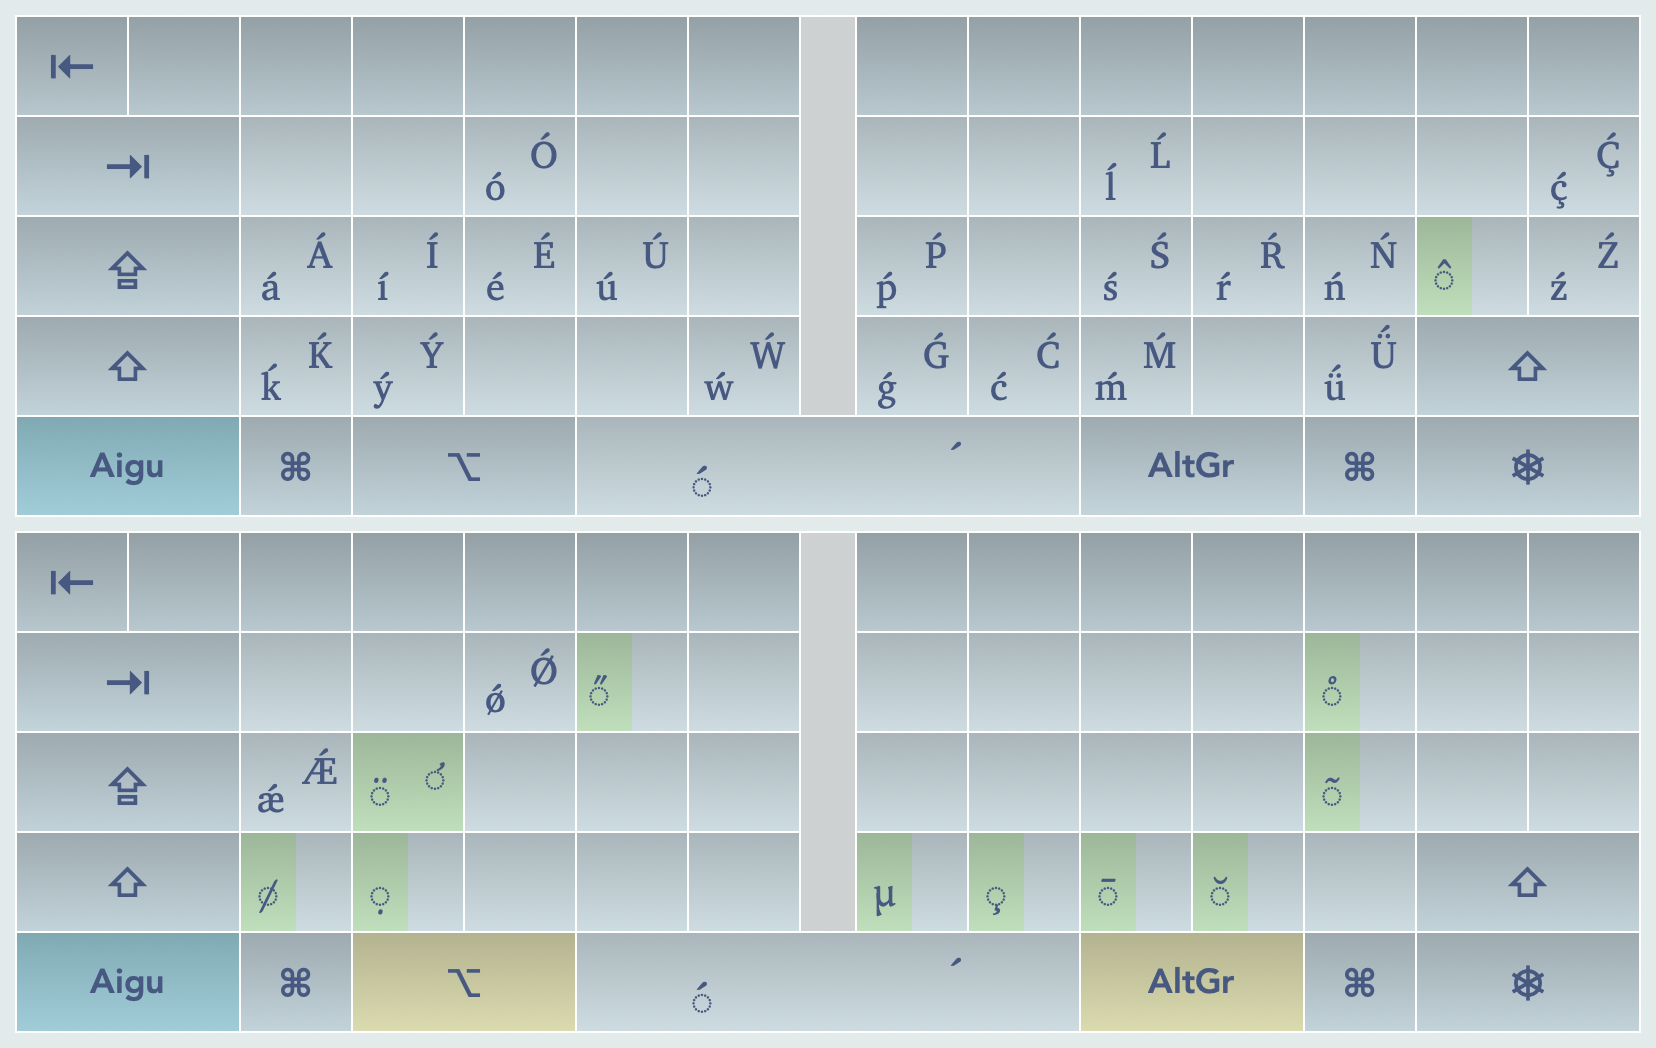 ⇤
⇥ ó Ó ĺ Ĺ ḉ Ḉ
á Á í Í é É ú Ú ṕ Ṕ ś Ś ŕ Ŕ ń Ń ◌̂ ź Ź
ḱ Ḱ ý Ý ẃ Ẃ ǵ Ǵ ć Ć ḿ Ḿ ǘ Ǘ
Aigu ⌘ ⌥ ◌́ ´ AltGr ⌘ ⎈
⇤
⇥ ǿ Ǿ ◌̋ ◌̊
ǽ Ǽ ◌̈ ◌̛ ◌̃
◌̸ ◌̣ µ ◌̧ ◌̄ ◌̆
Aigu ⌘ ⌥ ◌́ ´ AltGr ⌘ ⎈